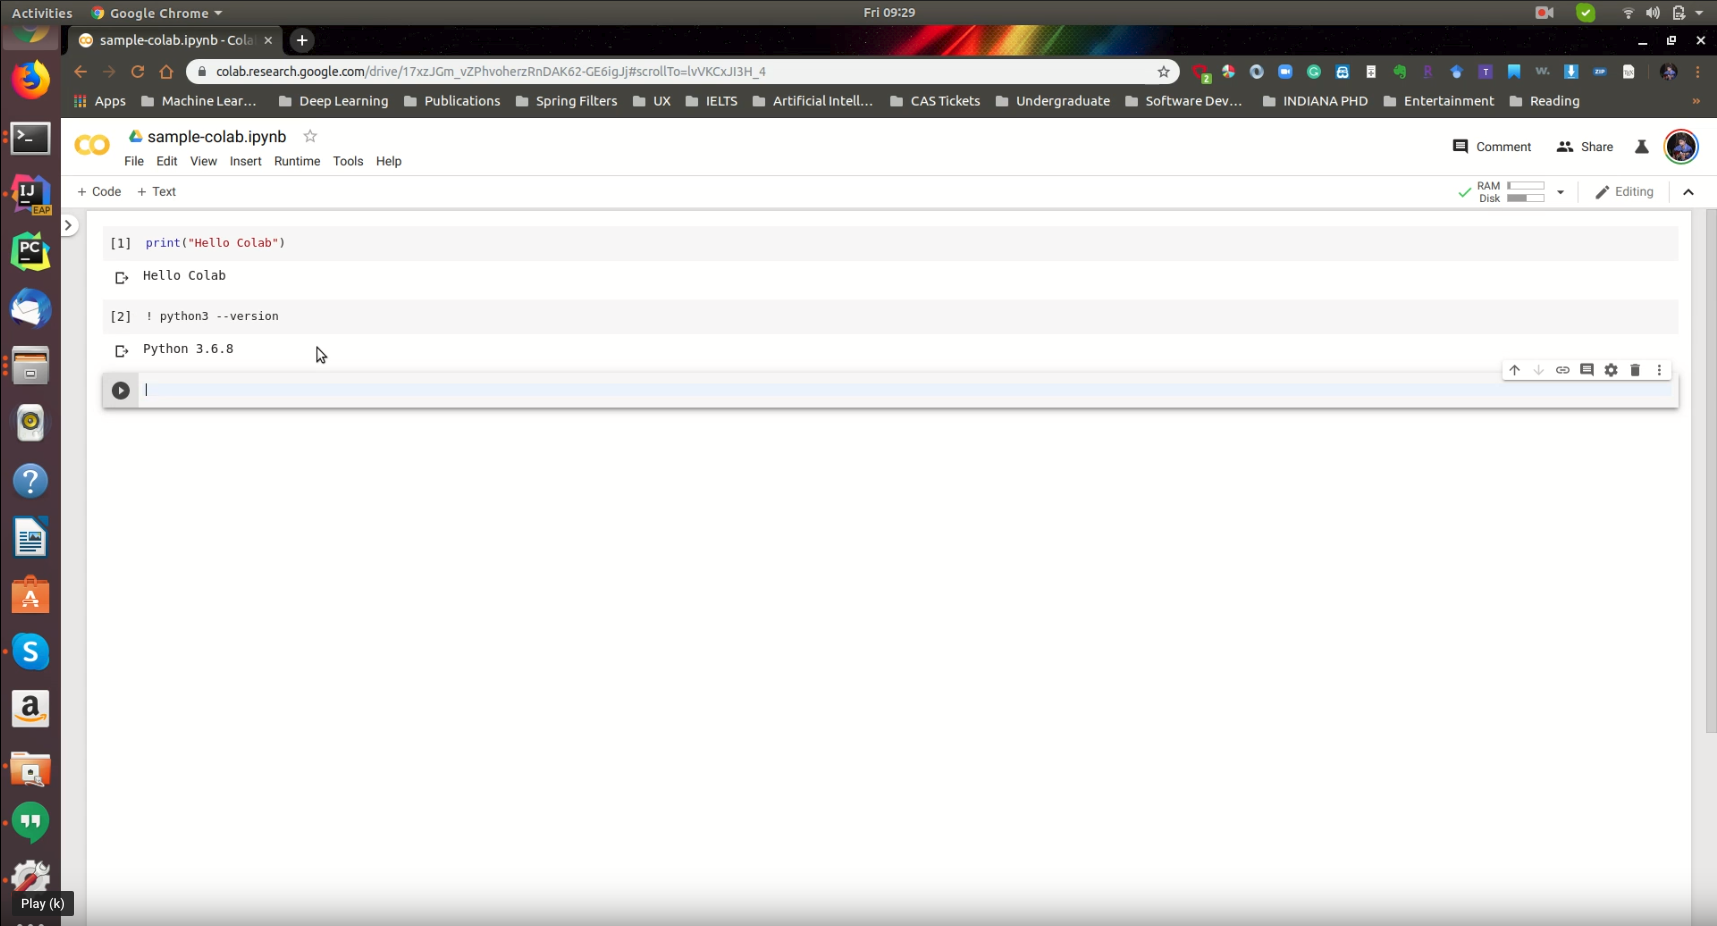 Activities Google Chrome Fri 09:29
sample-colab.ipynb - Cola
colab.research.google.com/drive/17xzJGm_vZPhvoherzRnDAK62-GE6igJj#scrollTo=lvVKCxJI3H_4
Apps Machine Lear... Deep Learning Publications Spring Filters UX IELTS Artificial Intell... CAS Tickets Undergraduate Software Dev... INDIANA PHD Entertainment Reading
sample-colab.ipynb
Comment Share
File Edit View Insert Runtime Tools Help
+ Code + Text
RAM
Disk
Editing
[1] print("Hello Colab")
Hello Colab
[2] ! python3 --version
Python 3.6.8
IJ
EAP
PC
Play (k)